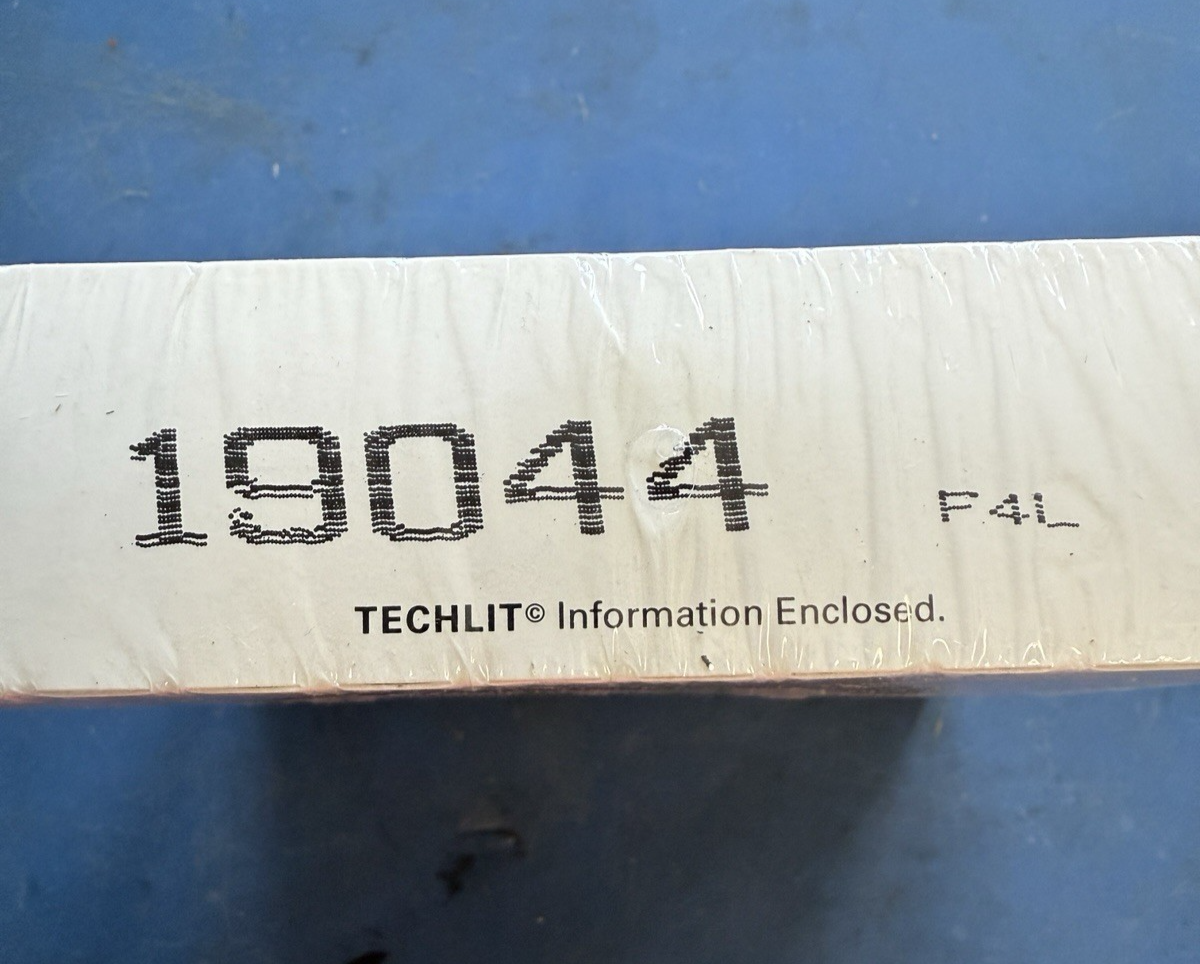 19044 F4L
TECHLIT© Information Enclosed.